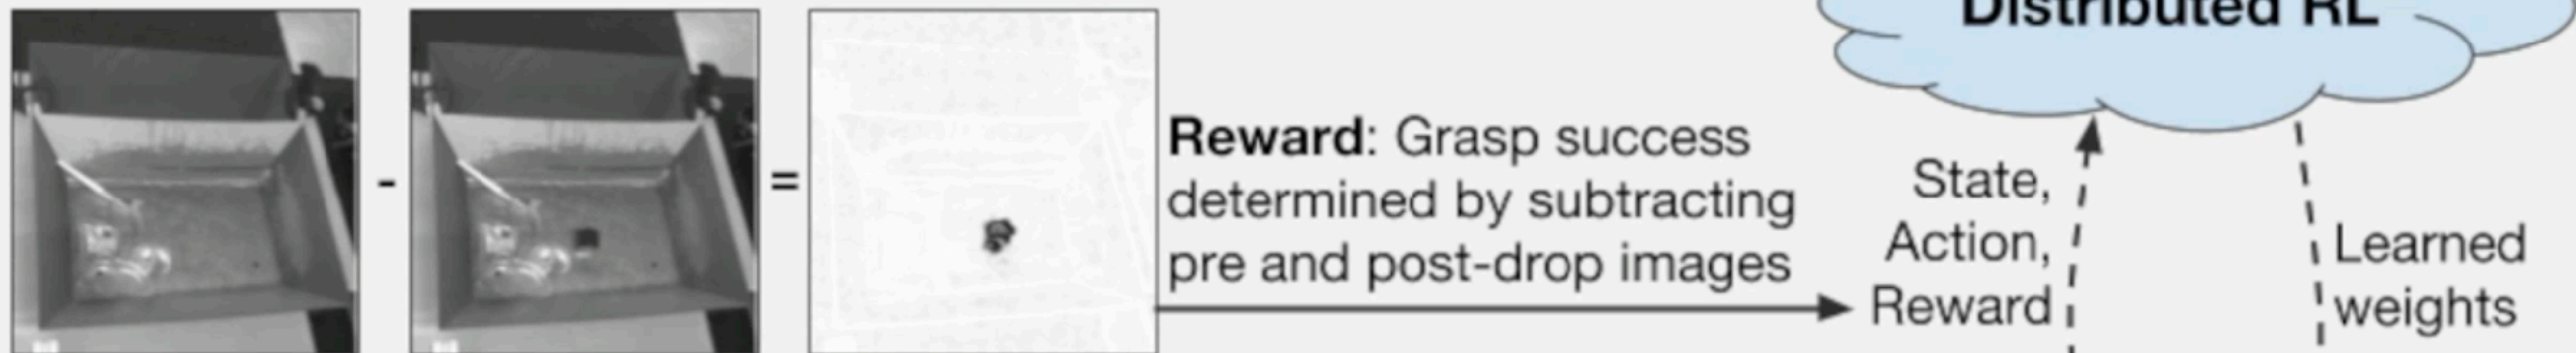 Distributed RL
-
=
Reward: Grasp success
determined by subtracting
pre and post-drop images
State,
Action,
Reward
Learned
weights